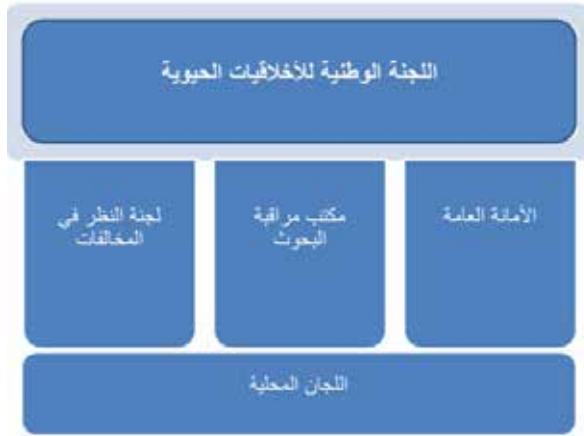 اللجنة الوطنية للأخلاقيات الحيوية
الأمانة العامة
مكتب مراقبة
البحوث
لجنة النظر في
المخالفات
اللجان المحلية